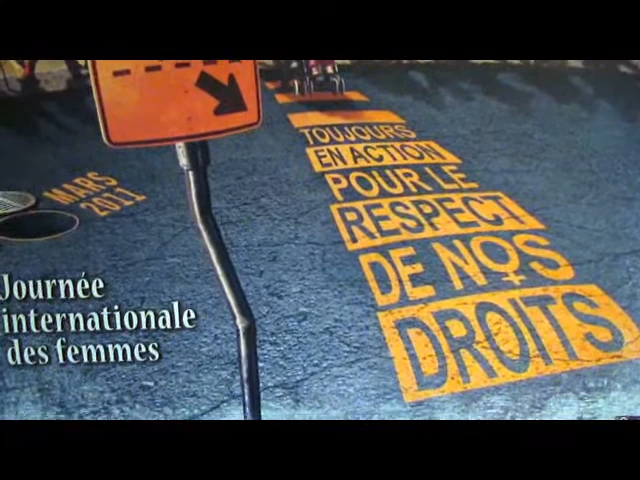 TOUJOURS
EN ACTION
POUR LE
RESPECT
DE NOS
DROITS
MARS
2011
Journée
internationale
des femmes